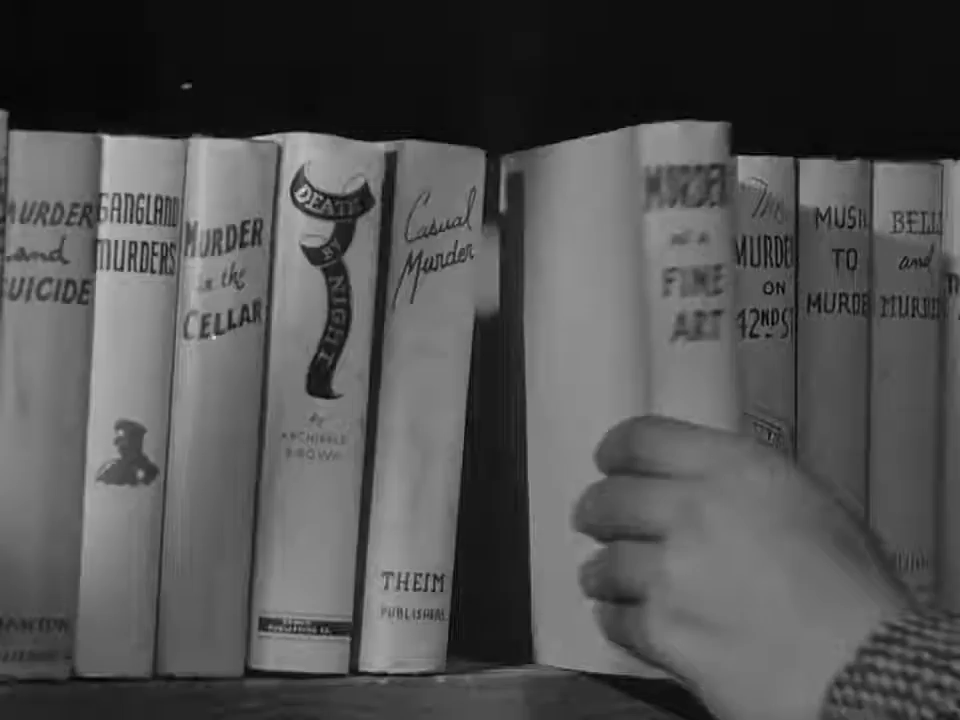 MURDER
and
SUICIDE
GANGLAND
MURDERS
MURDER
in the
CELLAR
DEATH
BY NIGHT
By
ARCHIBALD
BROWN
Casual
Murder
THEIM
PUBLISHERS
MURDER
AS A
FINE
ART
The
MURDER
ON
42ND ST
MUSIC
TO
MURDER
BELLS
and
MURDER